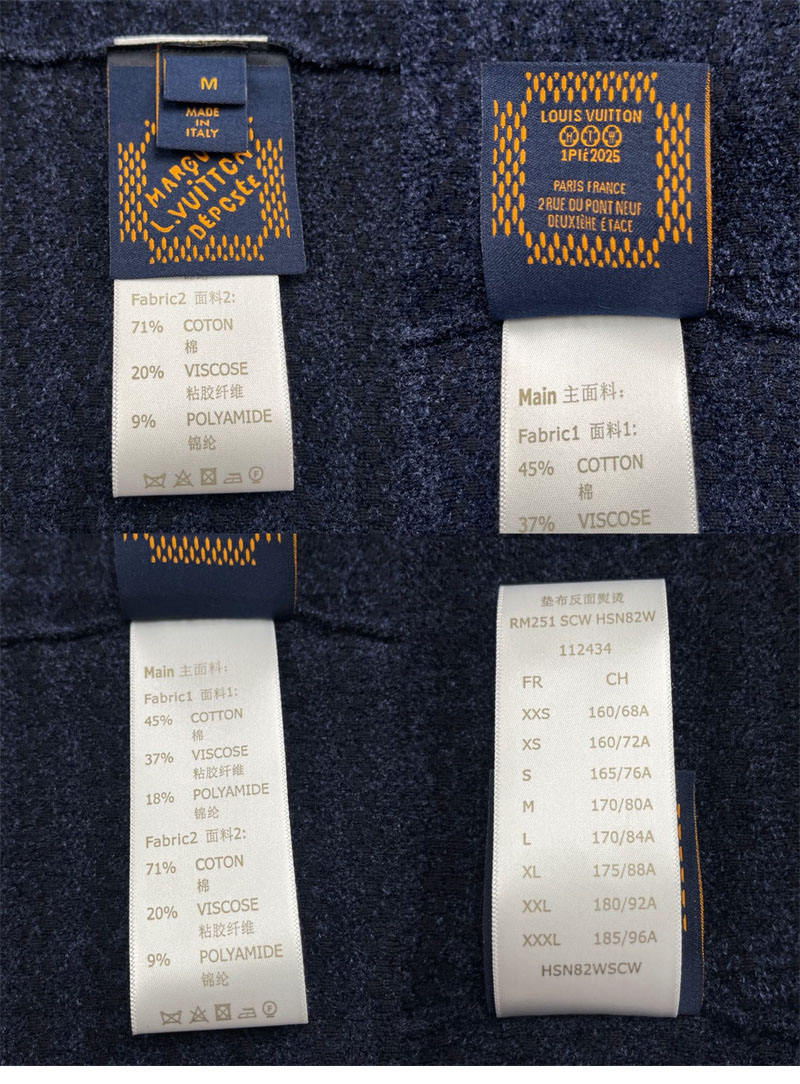 M
MADE
IN
ITALY
MARQUE
L.VUITTON
DÉPOSÉE
Fabric2 面料2:
71% COTON
棉
20% VISCOSE
粘胶纤维
9% POLYAMIDE
锦纶
F
LOUIS VUITTON
H T W
1PIÉ2025
PARIS FRANCE
2 RUE DU PONT NEUF
DEUXIÈHE ÉTACE
Main 主面料:
Fabric1 面料1:
45% COTTON
棉
37% VISCOSE
Main 主面料:
Fabric1 面料1:
45% COTTON
棉
37% VISCOSE
粘胶纤维
18% POLYAMIDE
锦纶
Fabric2 面料2:
71% COTON
棉
20% VISCOSE
粘胶纤维
9% POLYAMIDE
锦纶
垫布反面熨烫
RM251 SCW HSN82W
112434
FR CH
XXS 160/68A
XS 160/72A
S 165/76A
M 170/80A
L 170/84A
XL 175/88A
XXL 180/92A
XXXL 185/96A
HSN82WSCW